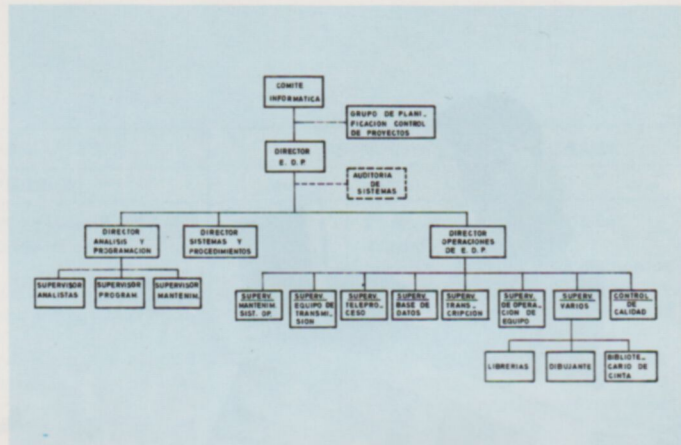 COMITE
INFORMATICA
GRUPO DE PLANI_
FICACION CONTROL
DE PROYECTOS
DIRECTOR
E. D. P.
AUDITORIA
DE
SISTEMAS
DIRECTOR
ANALISIS Y
PROGRAMACION
DIRECTOR
SISTEMAS Y
PROCEDIMIENTOS
DIRECTOR
OPERACIONES
DE E. D. P.
SUPERVISOR
ANALISTAS
SUPERVISOR
PROGRAM.
SUPERVISOR
MANTENIM.
SUPERV.
MANTENIM.
SIST. OP.
SUPERV.
EQUIPO DE
TRANSMI_
SION
SUPERV.
TELEPRO_
CESO
SUPERV.
BASE DE
DATOS
SUPERV.
TRANS_
CRIPCION
SUPERV.
DE OPERA_
CION DE
EQUIPO
SUPERV.
VARIOS
CONTROL
DE
CALIDAD
LIBRERIAS
DIBUJANTE
BIBLIOTE_
CARIO DE
CINTA